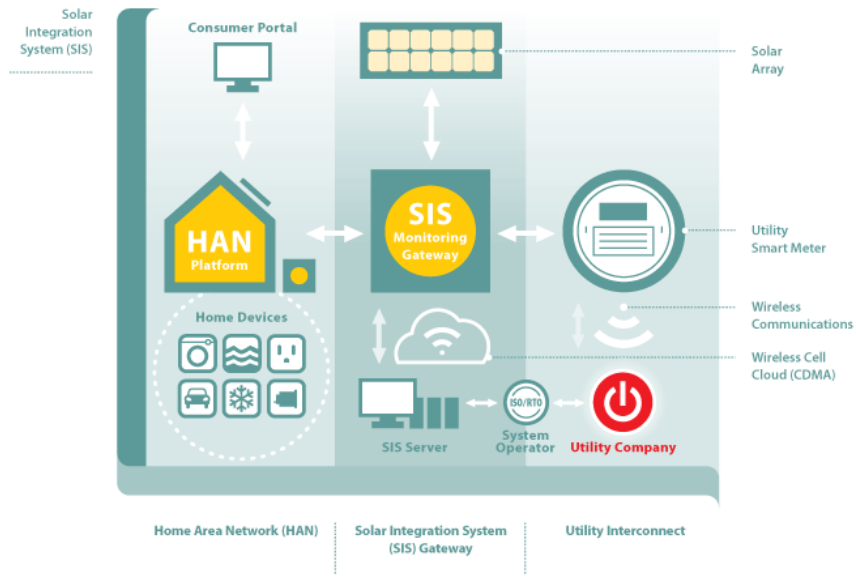 Solar
Integration
System (SIS)
Consumer Portal
Solar
Array
HAN
Platform
SIS
Monitoring
Gateway
Utility
Smart Meter
Home Devices
Wireless
Communications
Wireless Cell
Cloud (CDMA)
ISO/RTO
SIS Server
System
Operator
Utility Company
Home Area Network (HAN)
Solar Integration System
(SIS) Gateway
Utility Interconnect